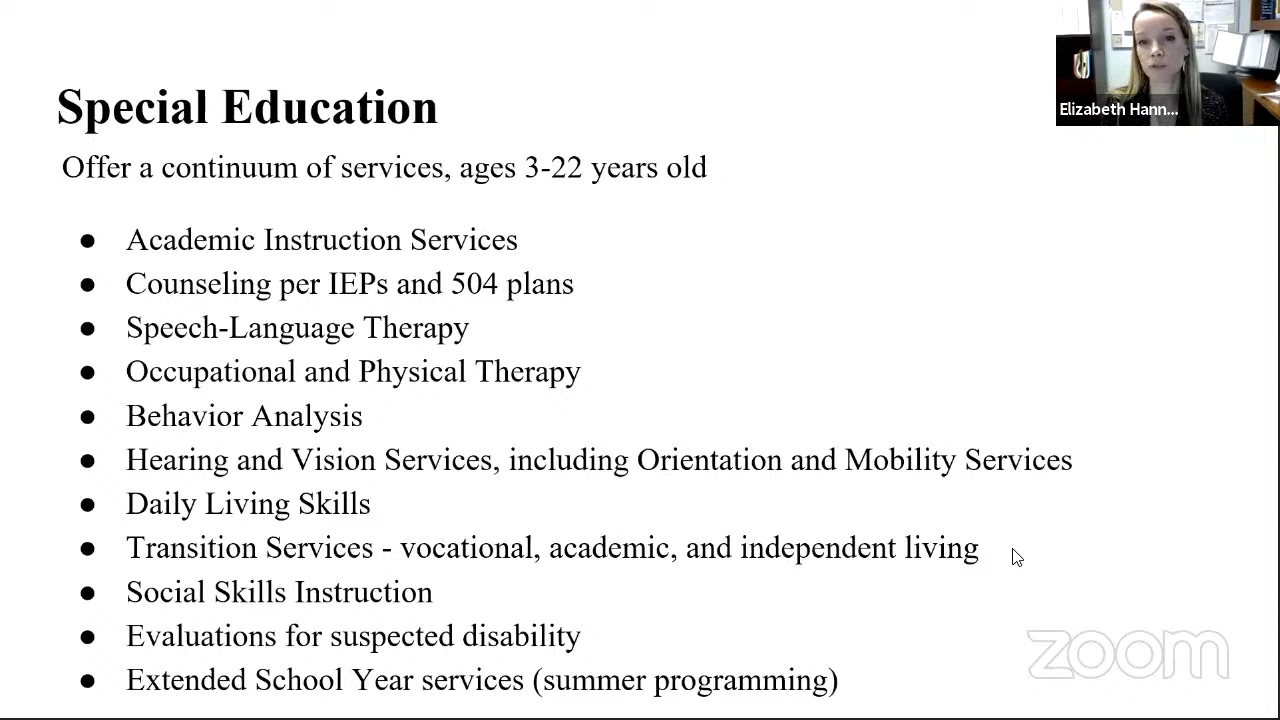 Special Education
Elizabeth Hann...
Offer a continuum of services, ages 3-22 years old
● Academic Instruction Services
● Counseling per IEPs and 504 plans
● Speech-Language Therapy
● Occupational and Physical Therapy
● Behavior Analysis
● Hearing and Vision Services, including Orientation and Mobility Services
● Daily Living Skills
● Transition Services - vocational, academic, and independent living
● Social Skills Instruction
● Evaluations for suspected disability
● Extended School Year services (summer programming)
zoom